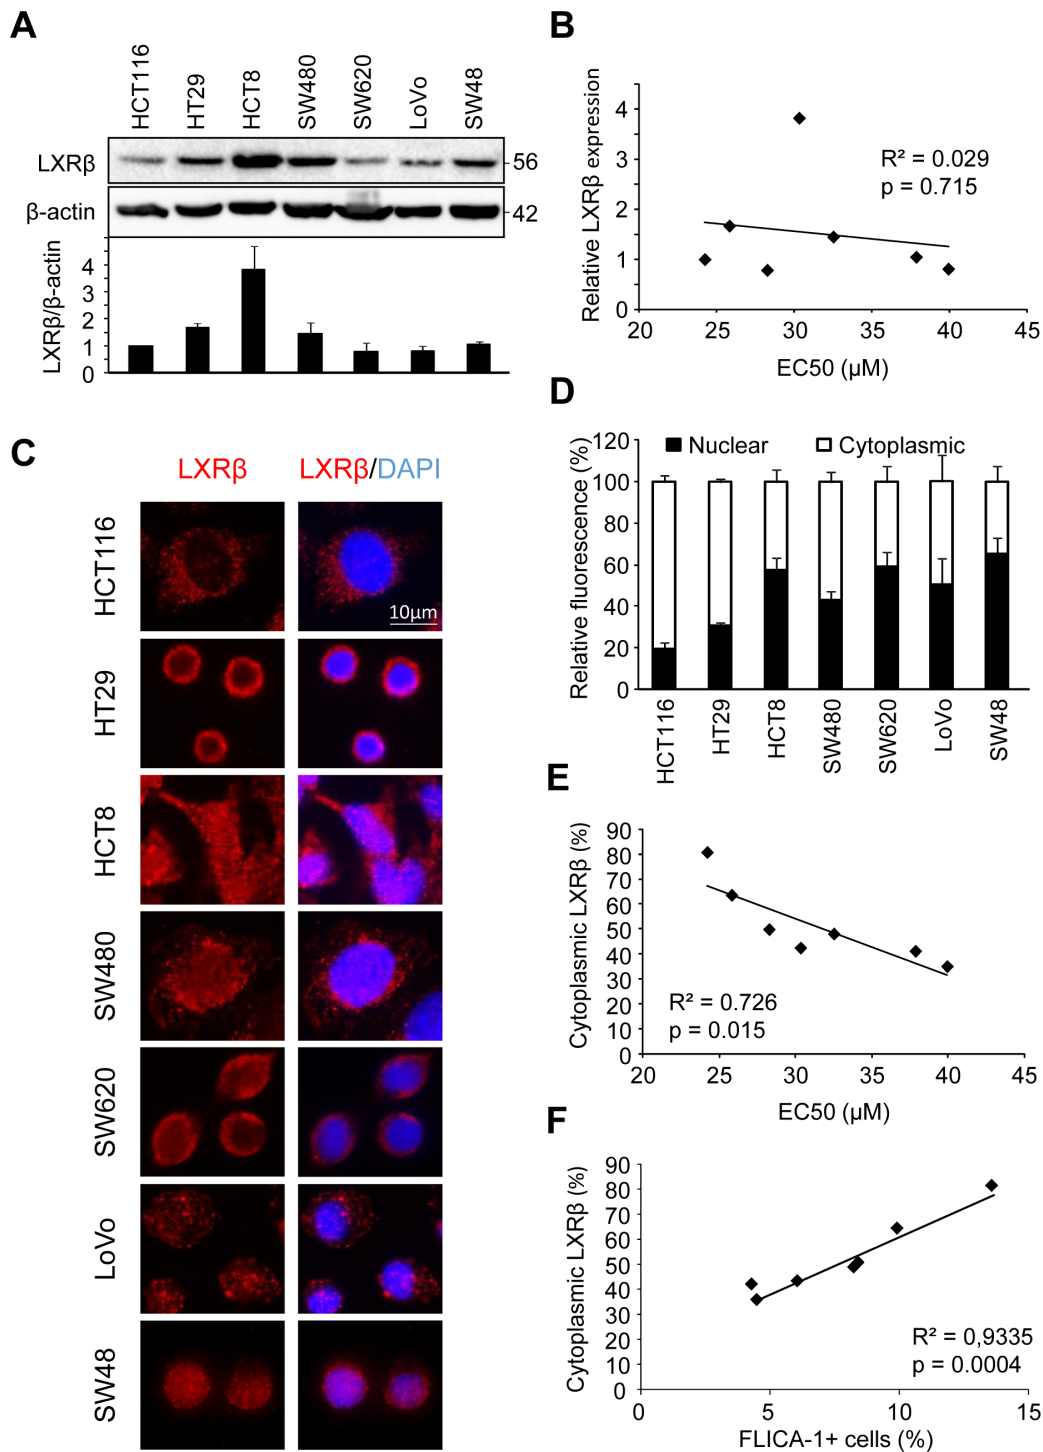 A
HCT116
HT29
HCT8
SW480
SW620
LoVo
SW48
LXRβ
56
β-actin
42
LXRβ/β-actin
4
3
2
1
0
B
Relative LXRβ expression
4
3
2
1
0
R² = 0.029
p = 0.715
20 25 30 35 40 45
EC50 (µM)
C
LXRβ LXRβ/DAPI
HCT116
10µm
HT29
HCT8
SW480
SW620
LoVo
SW48
D
Relative fluorescence (%)
120
100
80
60
40
20
0
Nuclear Cytoplasmic
HCT116
HT29
HCT8
SW480
SW620
LoVo
SW48
E
Cytoplasmic LXRβ (%)
90
80
70
60
50
40
30
20
10
0
R² = 0.726
p = 0.015
20 25 30 35 40 45
EC50 (µM)
F
Cytoplasmic LXRβ (%)
90
80
70
60
50
40
30
20
10
0
R² = 0,9335
p = 0.0004
0 5 10 15
FLICA-1+ cells (%)